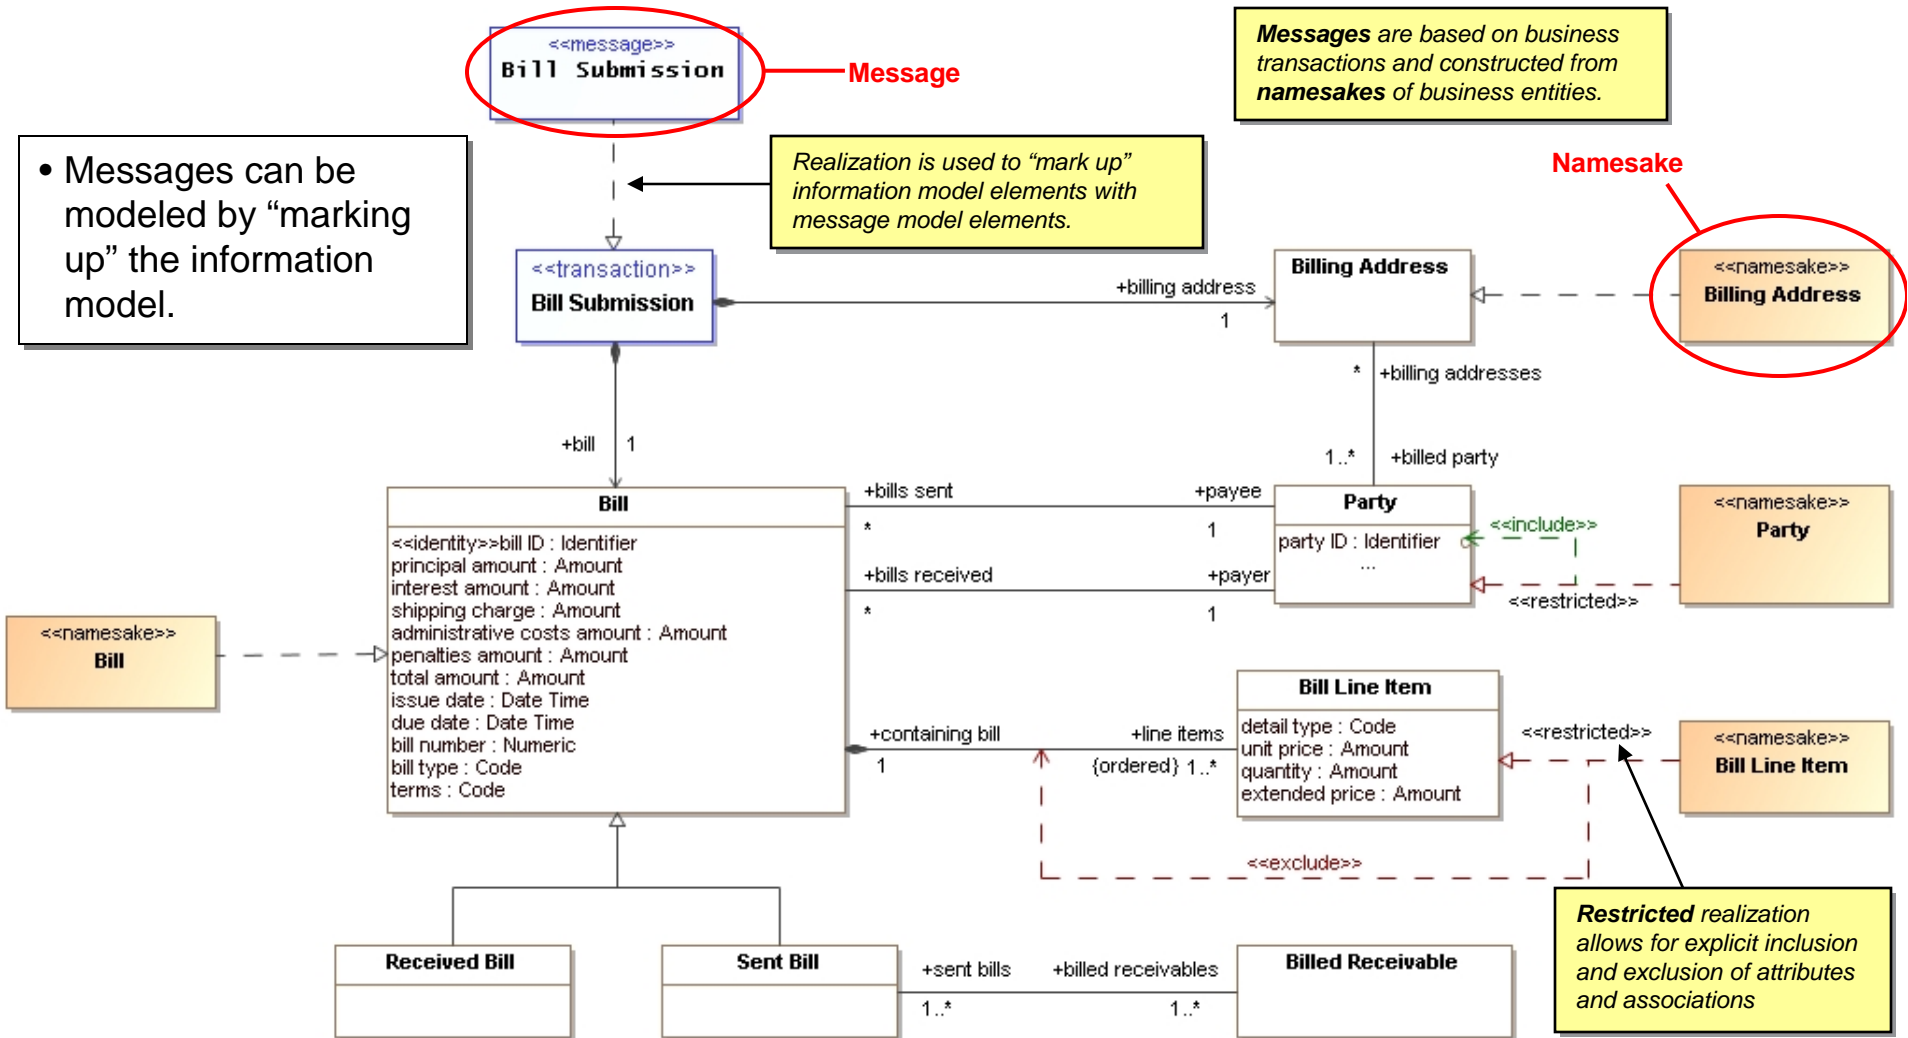 <<message>>
Bill Submission
Message
Messages are based on business
transactions and constructed from
namesakes of business entities.
• Messages can be
modeled by “marking
up” the information
model.
Realization is used to “mark up”
information model elements with
message model elements.
Namesake
<<transaction>>
Bill Submission
+billing address
1
Billing Address
<<namesake>>
Billing Address
* +billing addresses
+bill 1
1..* +billed party
Bill
<<identity>>bill ID : Identifier
principal amount : Amount
interest amount : Amount
shipping charge : Amount
administrative costs amount : Amount
penalties amount : Amount
total amount : Amount
issue date : Date Time
due date : Date Time
bill number : Numeric
bill type : Code
terms : Code
+bills sent +payee
* 1
+bills received +payer
* 1
Party
party ID : Identifier
...
<<include>>
<<restricted>>
<<namesake>>
Party
<<namesake>>
Bill
+containing bill +line items
1 {ordered} 1..*
Bill Line Item
detail type : Code
unit price : Amount
quantity : Amount
extended price : Amount
<<restricted>>
<<namesake>>
Bill Line Item
<<exclude>>
Restricted realization
allows for explicit inclusion
and exclusion of attributes
and associations
Received Bill
Sent Bill
+sent bills +billed receivables
1..* 1..*
Billed Receivable